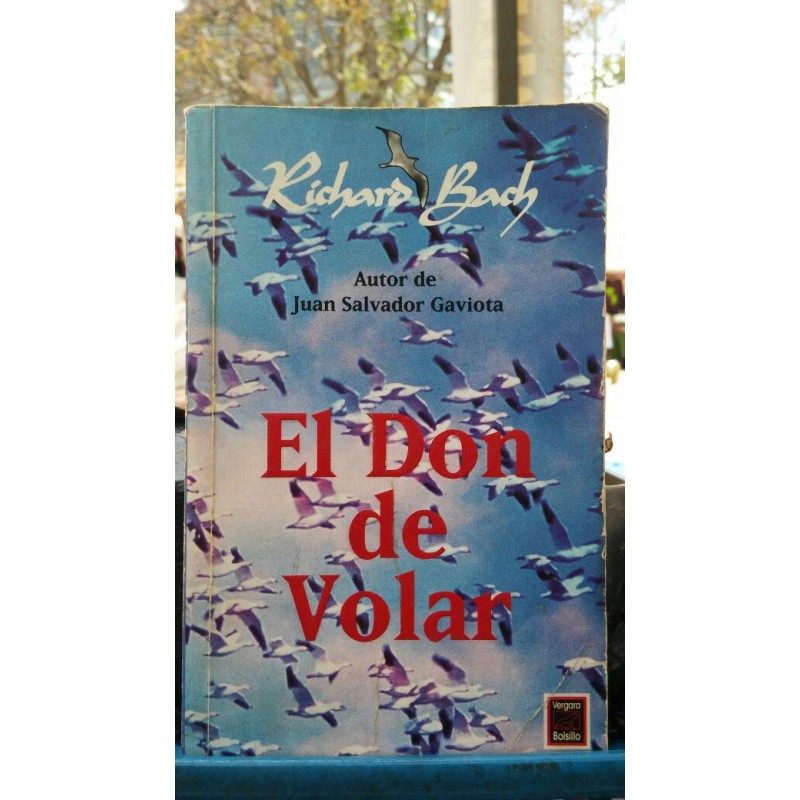 Richard Bach
Autor de
Juan Salvador Gaviota
El Don
de
Volar
Vergara
Bolsillo